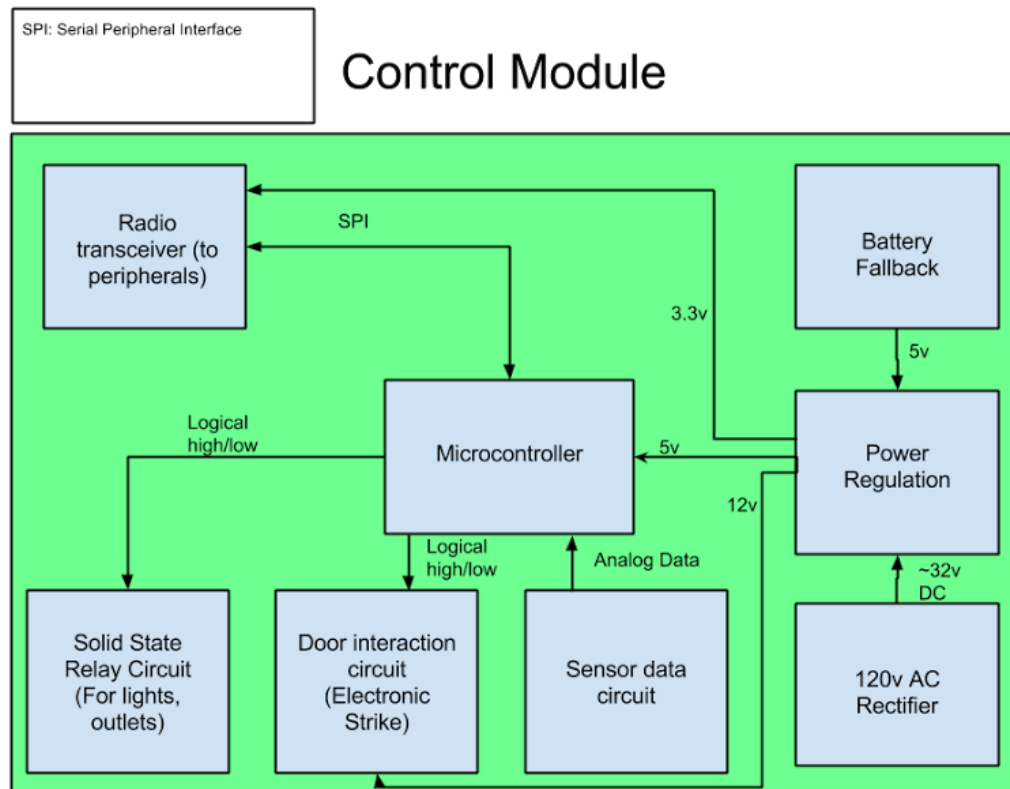 SPI: Serial Peripheral Interface
Control Module
Radio
transceiver (to
peripherals)
SPI
3.3v
Battery
Fallback
5v
Logical
high/low
Microcontroller
5v
12v
Power
Regulation
Logical
high/low
Analog Data
~32v
DC
Solid State
Relay Circuit
(For lights,
outlets)
Door interaction
circuit
(Electronic
Strike)
Sensor data
circuit
120v AC
Rectifier